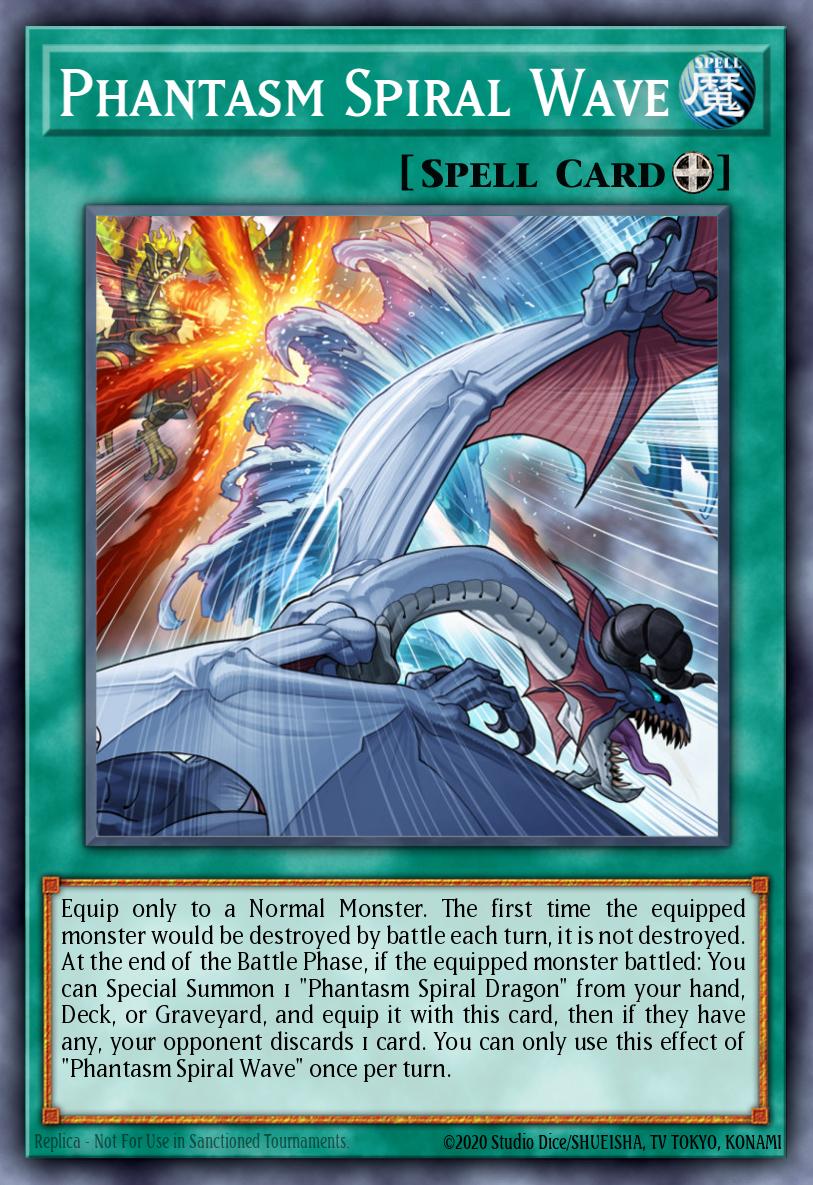 Phantasm Spiral Wave
SPELL
魔
[Spell Card]
Equip only to a Normal Monster. The first time the equipped
monster would be destroyed by battle each turn, it is not destroyed.
At the end of the Battle Phase, if the equipped monster battled: You
can Special Summon 1 "Phantasm Spiral Dragon" from your hand,
Deck, or Graveyard, and equip it with this card, then if they have
any, your opponent discards 1 card. You can only use this effect of
"Phantasm Spiral Wave" once per turn.
Replica - Not For Use in Sanctioned Tournaments.
©2020 Studio Dice/SHUEISHA, TV TOKYO, KONAMI